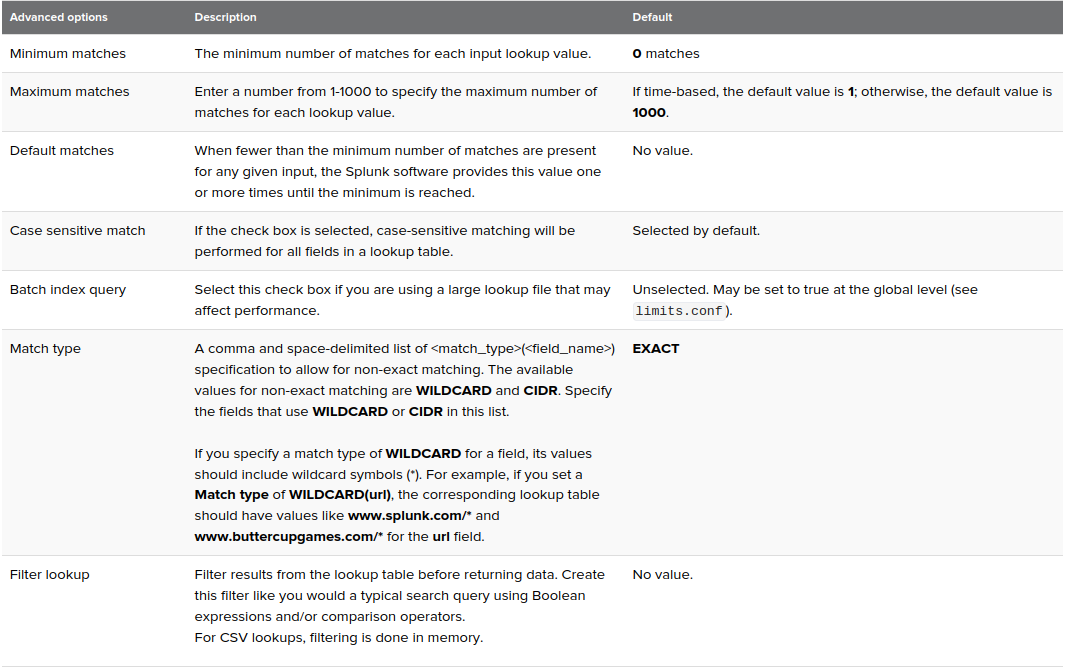 Advanced options Description Default
Minimum matches The minimum number of matches for each input lookup value. 0 matches
Maximum matches Enter a number from 1-1000 to specify the maximum number of If time-based, the default value is 1; otherwise, the default value is
matches for each lookup value. 1000.
Default matches When fewer than the minimum number of matches are present No value.
for any given input, the Splunk software provides this value one
or more times until the minimum is reached.
Case sensitive match If the check box is selected, case-sensitive matching will be Selected by default.
performed for all fields in a lookup table.
Batch index query Select this check box if you are using a large lookup file that may Unselected. May be set to true at the global level (see
affect performance. limits.conf).
Match type A comma and space-delimited list of <match_type>(<field_name>) EXACT
specification to allow for non-exact matching. The available
values for non-exact matching are WILDCARD and CIDR. Specify
the fields that use WILDCARD or CIDR in this list.
If you specify a match type of WILDCARD for a field, its values
should include wildcard symbols (*). For example, if you set a
Match type of WILDCARD(url), the corresponding lookup table
should have values like www.splunk.com/* and
www.buttercupgames.com/* for the url field.
Filter lookup Filter results from the lookup table before returning data. Create No value.
this filter like you would a typical search query using Boolean
expressions and/or comparison operators.
For CSV lookups, filtering is done in memory.